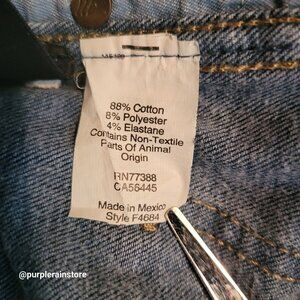 88% Cotton
8% Polyester
4% Elastane
Contains Non-Textile
Parts Of Animal
Origin
RN77388
CA56445
Made in Mexico
Style F4684
@purplerainstore